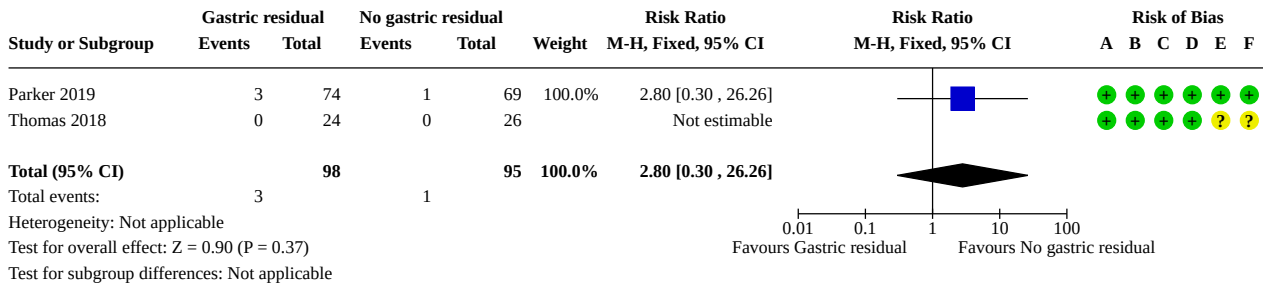 Gastric residual No gastric residual Risk Ratio Risk Ratio Risk of Bias
Study or Subgroup Events Total Events Total Weight M-H, Fixed, 95% CI M-H, Fixed, 95% CI A B C D E F
Parker 2019 3 74 1 69 100.0% 2.80 [0.30 , 26.26] + + + + + +
Thomas 2018 0 24 0 26 Not estimable + + + + ? ?
Total (95% CI) 98 95 100.0% 2.80 [0.30 , 26.26]
Total events: 3 1
Heterogeneity: Not applicable
0.01 0.1 1 10 100
Test for overall effect: Z = 0.90 (P = 0.37) Favours Gastric residual Favours No gastric residual
Test for subgroup differences: Not applicable